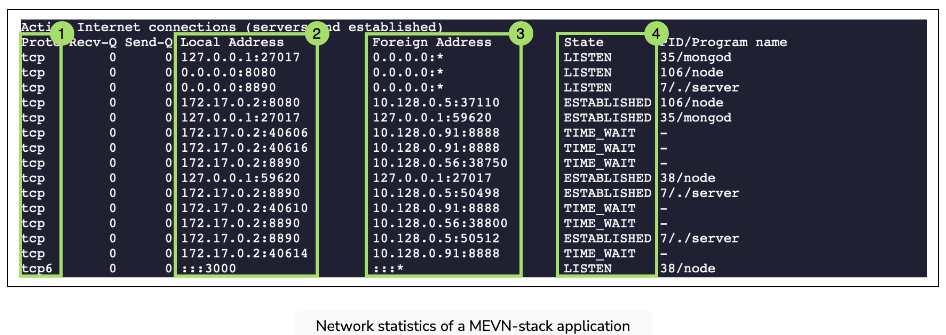 Acti Internet connections (servers nd established)
Proto Recv-Q Send-Q Local Address Foreign Address State PID/Program name
1 2 3 4
tcp 0 0 127.0.0.1:27017 0.0.0.0:* LISTEN 35/mongod
tcp 0 0 0.0.0.0:8080 0.0.0.0:* LISTEN 106/node
tcp 0 0 0.0.0.0:8890 0.0.0.0:* LISTEN 7/./server
tcp 0 0 172.17.0.2:8080 10.128.0.5:37110 ESTABLISHED 106/node
tcp 0 0 127.0.0.1:27017 127.0.0.1:59620 ESTABLISHED 35/mongod
tcp 0 0 172.17.0.2:40606 10.128.0.91:8888 TIME_WAIT -
tcp 0 0 172.17.0.2:40616 10.128.0.91:8888 TIME_WAIT -
tcp 0 0 172.17.0.2:8890 10.128.0.56:38750 TIME_WAIT -
tcp 0 0 127.0.0.1:59620 127.0.0.1:27017 ESTABLISHED 38/node
tcp 0 0 172.17.0.2:8890 10.128.0.5:50498 ESTABLISHED 7/./server
tcp 0 0 172.17.0.2:40610 10.128.0.91:8888 TIME_WAIT -
tcp 0 0 172.17.0.2:8890 10.128.0.56:38800 TIME_WAIT -
tcp 0 0 172.17.0.2:8890 10.128.0.5:50512 ESTABLISHED 7/./server
tcp 0 0 172.17.0.2:40614 10.128.0.91:8888 TIME_WAIT -
tcp6 0 0 :::3000 :::* LISTEN 38/node
Network statistics of a MEVN-stack application